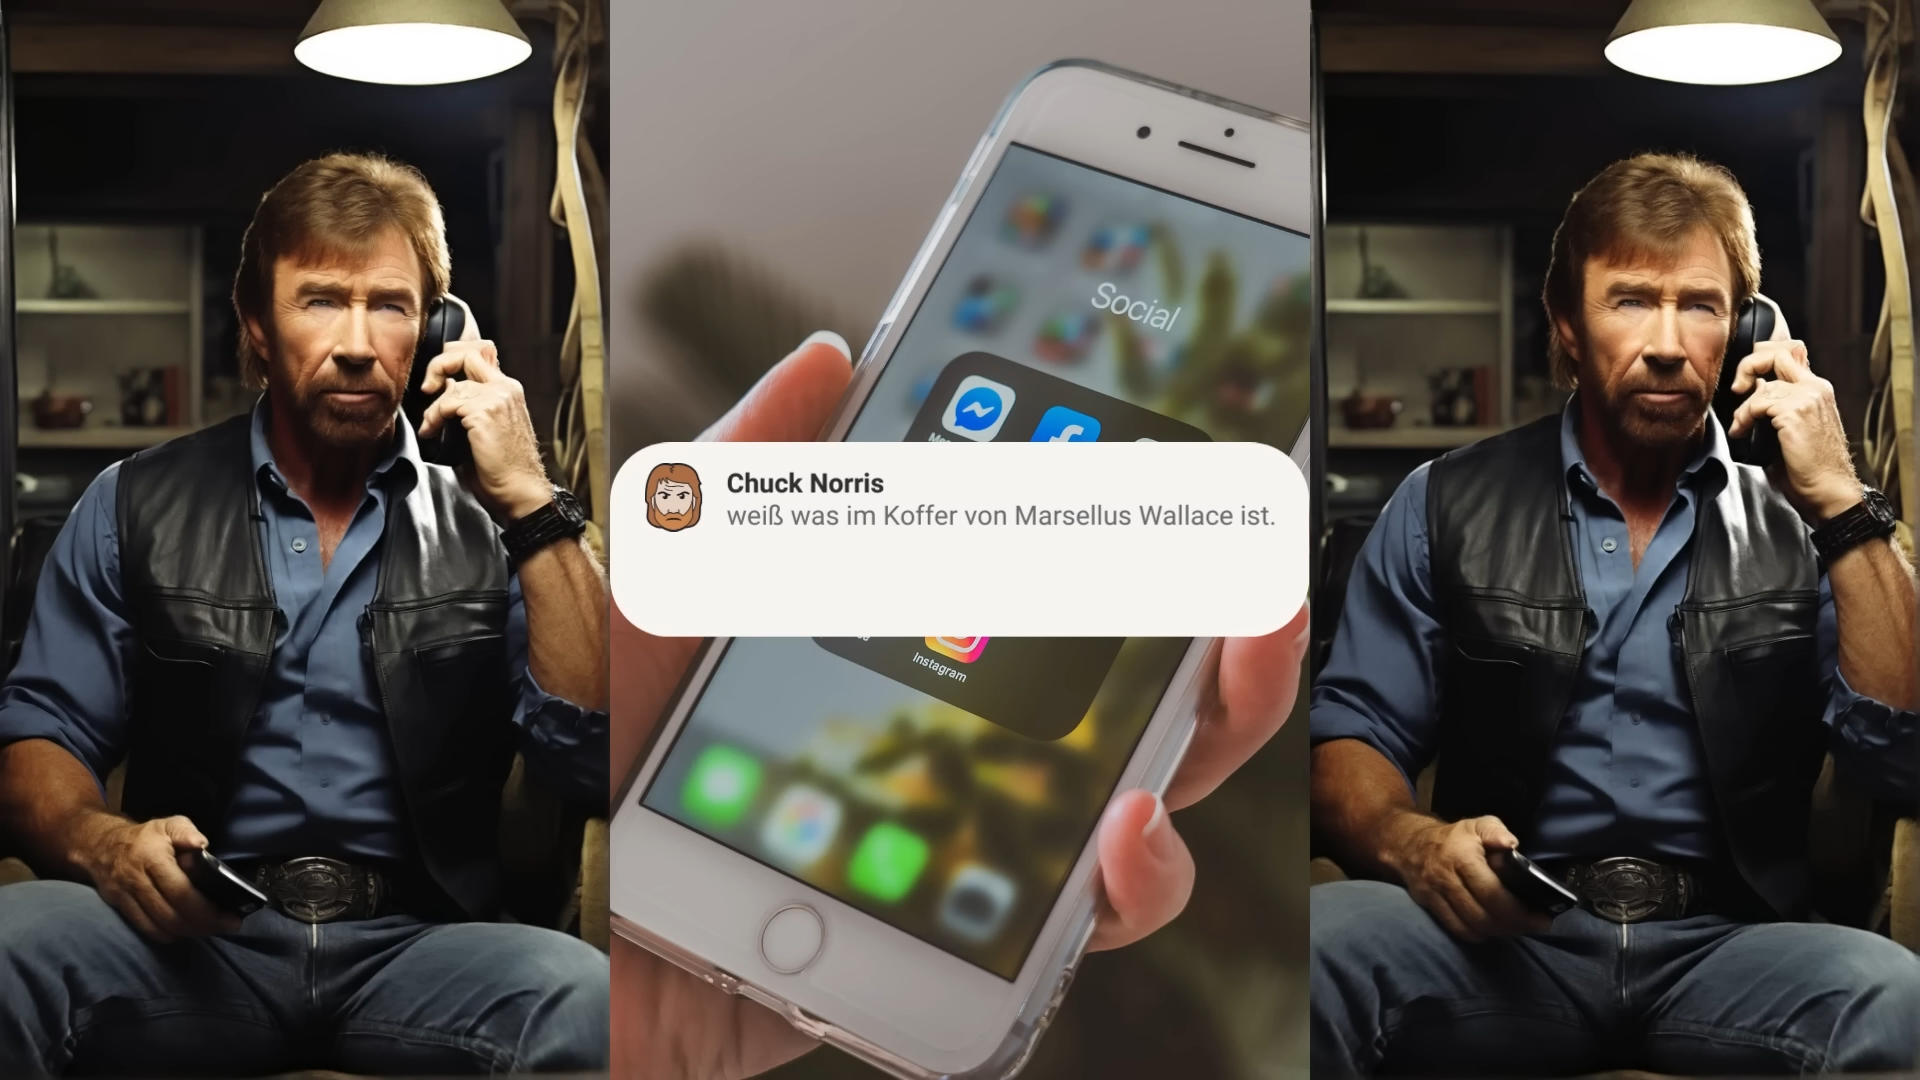 Social
Chuck Norris
weiß was im Koffer von Marsellus Wallace ist.
Instagram